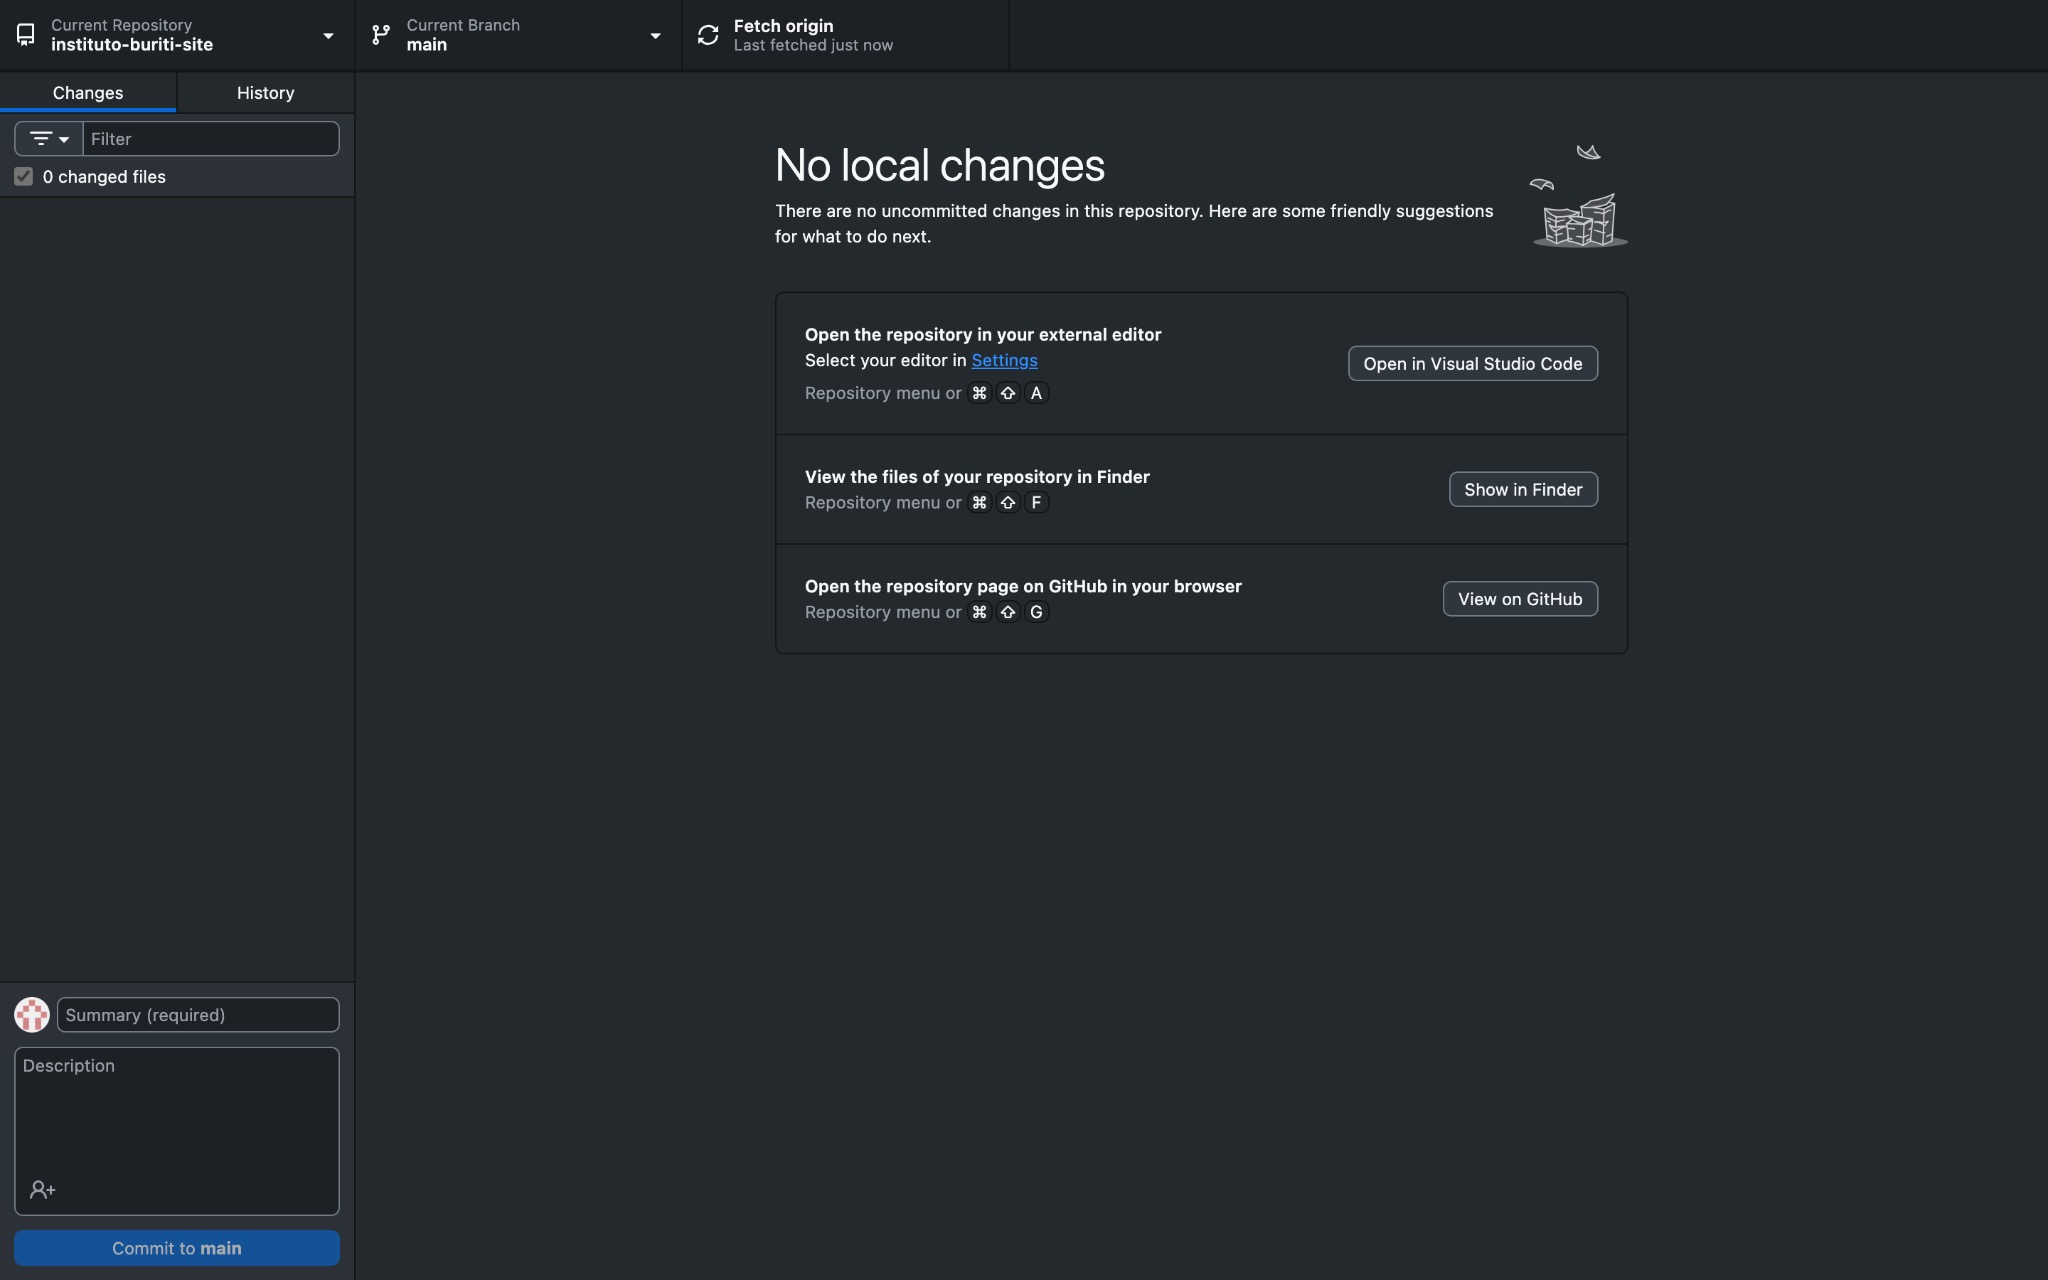 Current Repository
instituto-buriti-site
Current Branch
main
Fetch origin
Last fetched just now
Changes
History
Filter
0 changed files
No local changes
There are no uncommitted changes in this repository. Here are some friendly suggestions
for what to do next.
Open the repository in your external editor
Select your editor in Settings
Repository menu or ⌘ ⇧ A
Open in Visual Studio Code
View the files of your repository in Finder
Repository menu or ⌘ ⇧ F
Show in Finder
Open the repository page on GitHub in your browser
Repository menu or ⌘ ⇧ G
View on GitHub
Summary (required)
Description
Commit to main